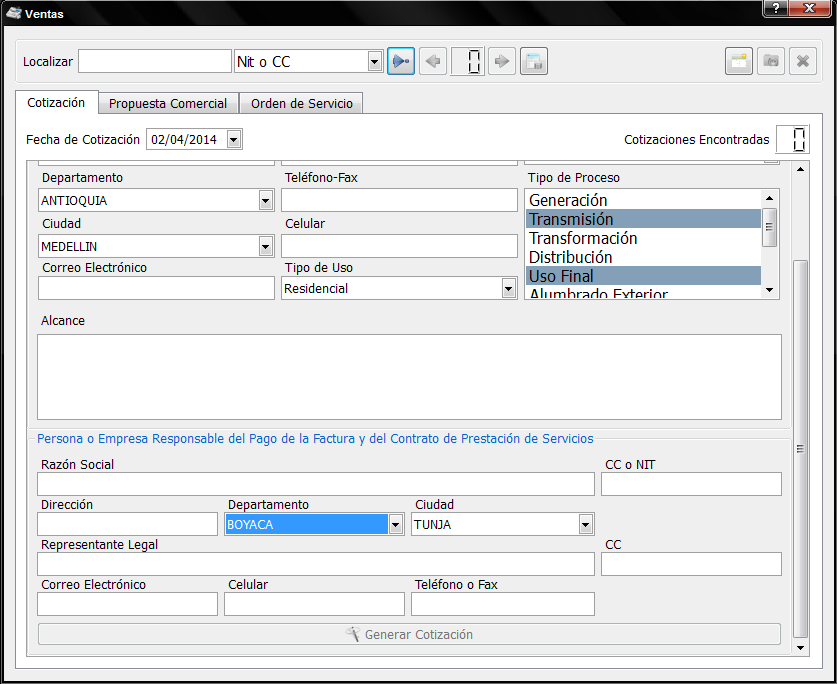 Ventas
Localizar Nit o CC 0
Cotización Propuesta Comercial Orden de Servicio
Fecha de Cotización 02/04/2014 Cotizaciones Encontradas 0
Departamento Teléfono-Fax Tipo de Proceso
ANTIOQUIA Generación
Transmisión
Ciudad Celular
Transformación
MEDELLIN
Distribución
Correo Electrónico Tipo de Uso
Uso Final
Residencial
Alumbrado Exterior
Alcance
Persona o Empresa Responsable del Pago de la Factura y del Contrato de Prestación de Servicios
Razón Social CC o NIT
Dirección Departamento Ciudad
BOYACA TUNJA
Representante Legal CC
Correo Electrónico Celular Teléfono o Fax
Generar Cotización